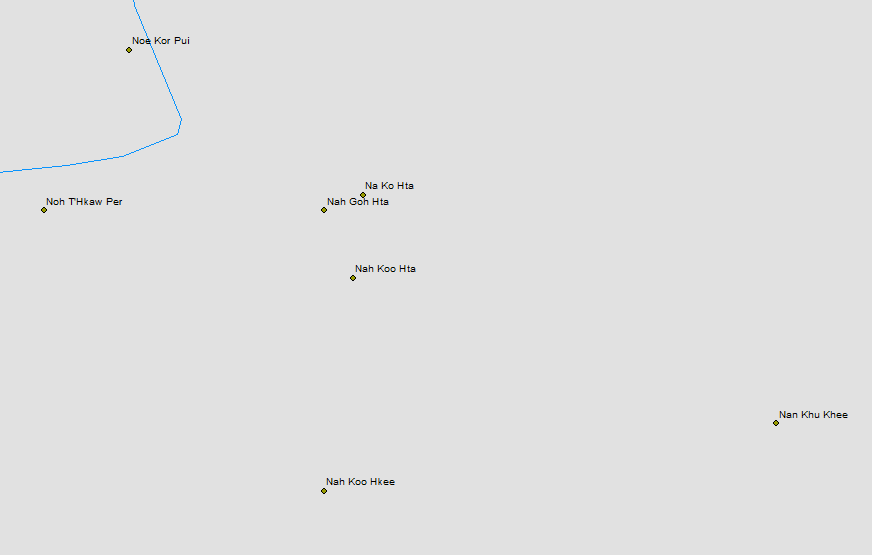 Noe Kor Pui
Na Ko Hta
Noh T'Hkaw Per
Nah Goh Hta
Nah Koo Hta
Nan Khu Khee
Nah Koo Hkee